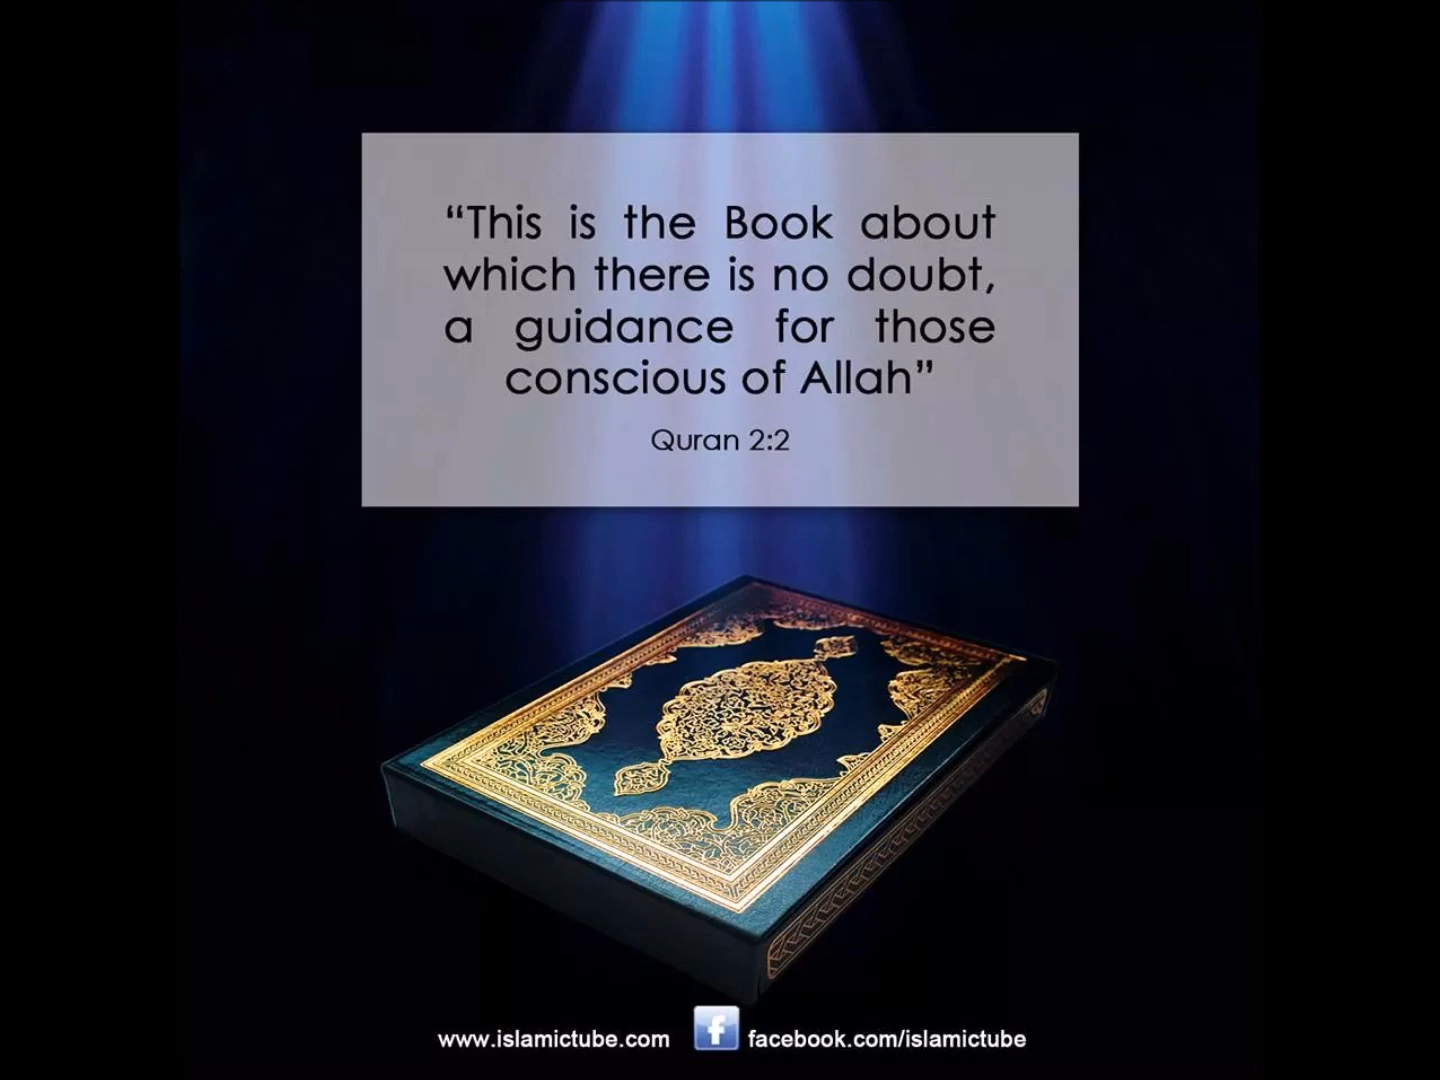 “This is the Book about
which there is no doubt,
a guidance for those
conscious of Allah”
Quran 2:2
www.islamictube.com f facebook.com/islamictube